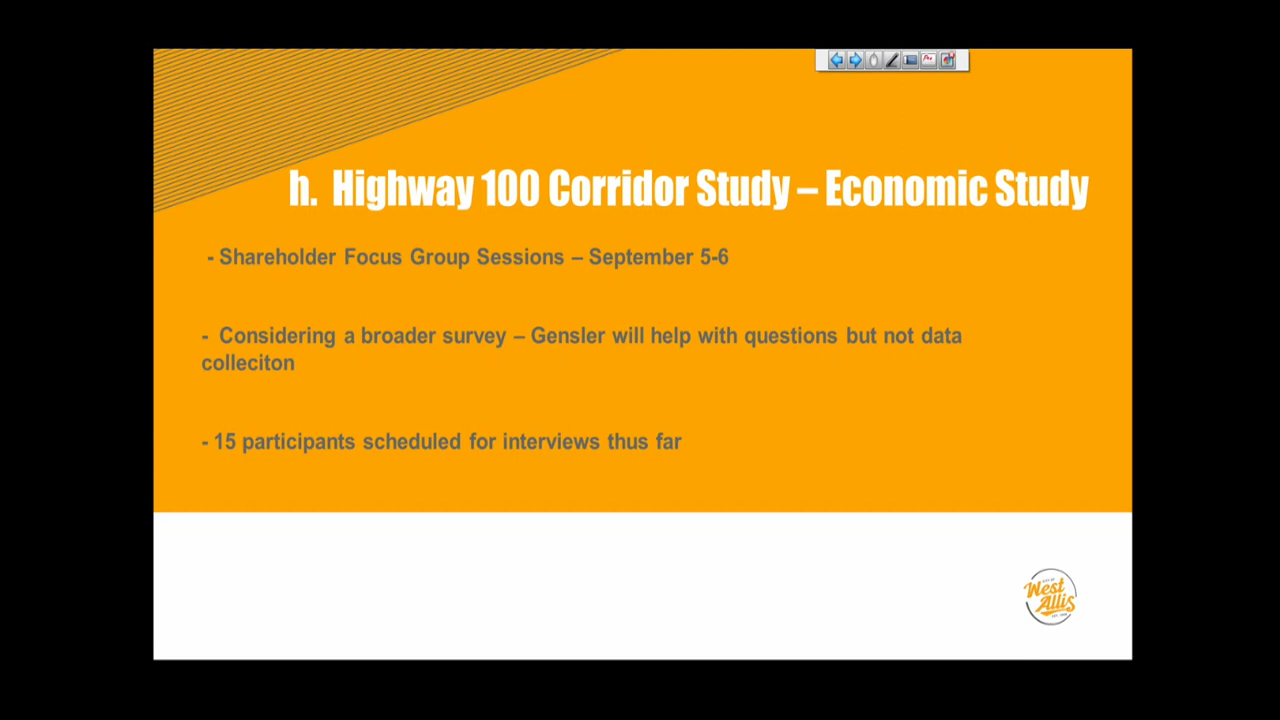 h. Highway 100 Corridor Study – Economic Study
- Shareholder Focus Group Sessions – September 5-6
- Considering a broader survey – Gensler will help with questions but not data
colleciton
- 15 participants scheduled for interviews thus far
West
Allis